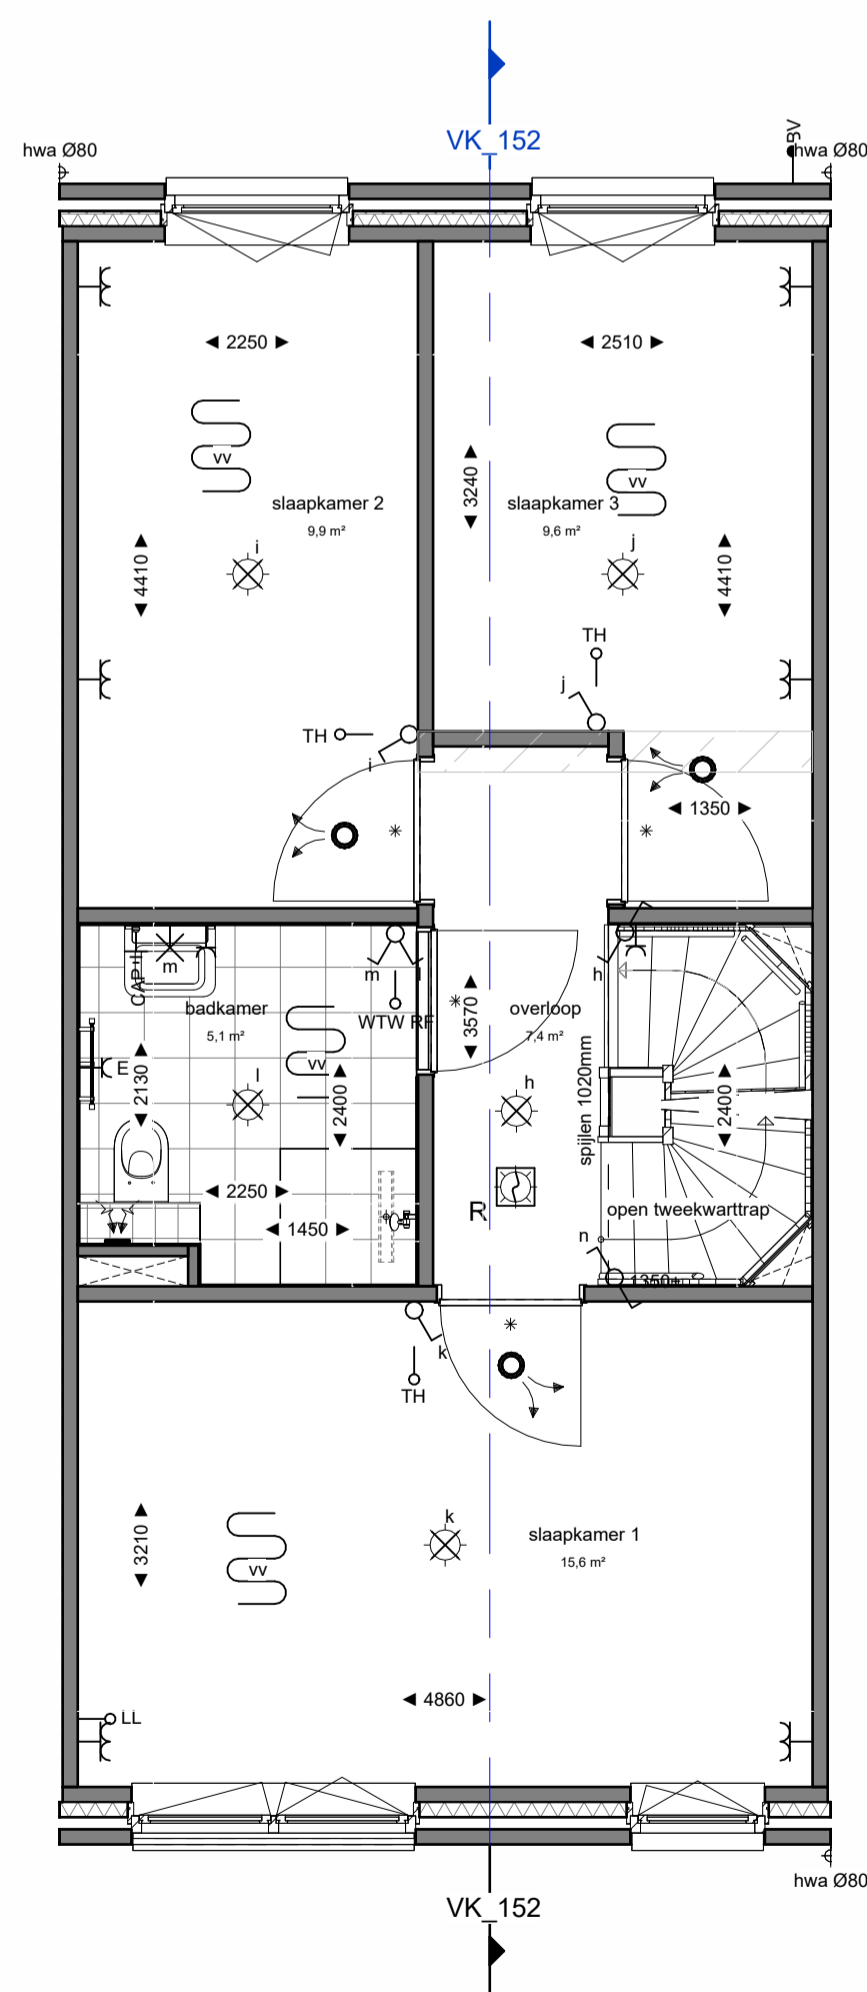 VK_152
BV
hwa Ø80
hwa Ø80
2250
2510
vv
vv
3240
slaapkamer 2
9,9 m²
slaapkamer 3
9,6 m²
i
j
4410
4410
TH
j
TH
i
1350
m
CAP-H
m
l
h
badkamer
5,1 m²
WTW RF
3570
overloop
7,4 m²
vv
E
2130
l
2400
h
spijlen 1020mm
2400
2250
1450
R
open tweekwarttrap
n
1350+
k
TH
k
slaapkamer 1
15,6 m²
3210
vv
4860
LL
hwa Ø80
VK_152